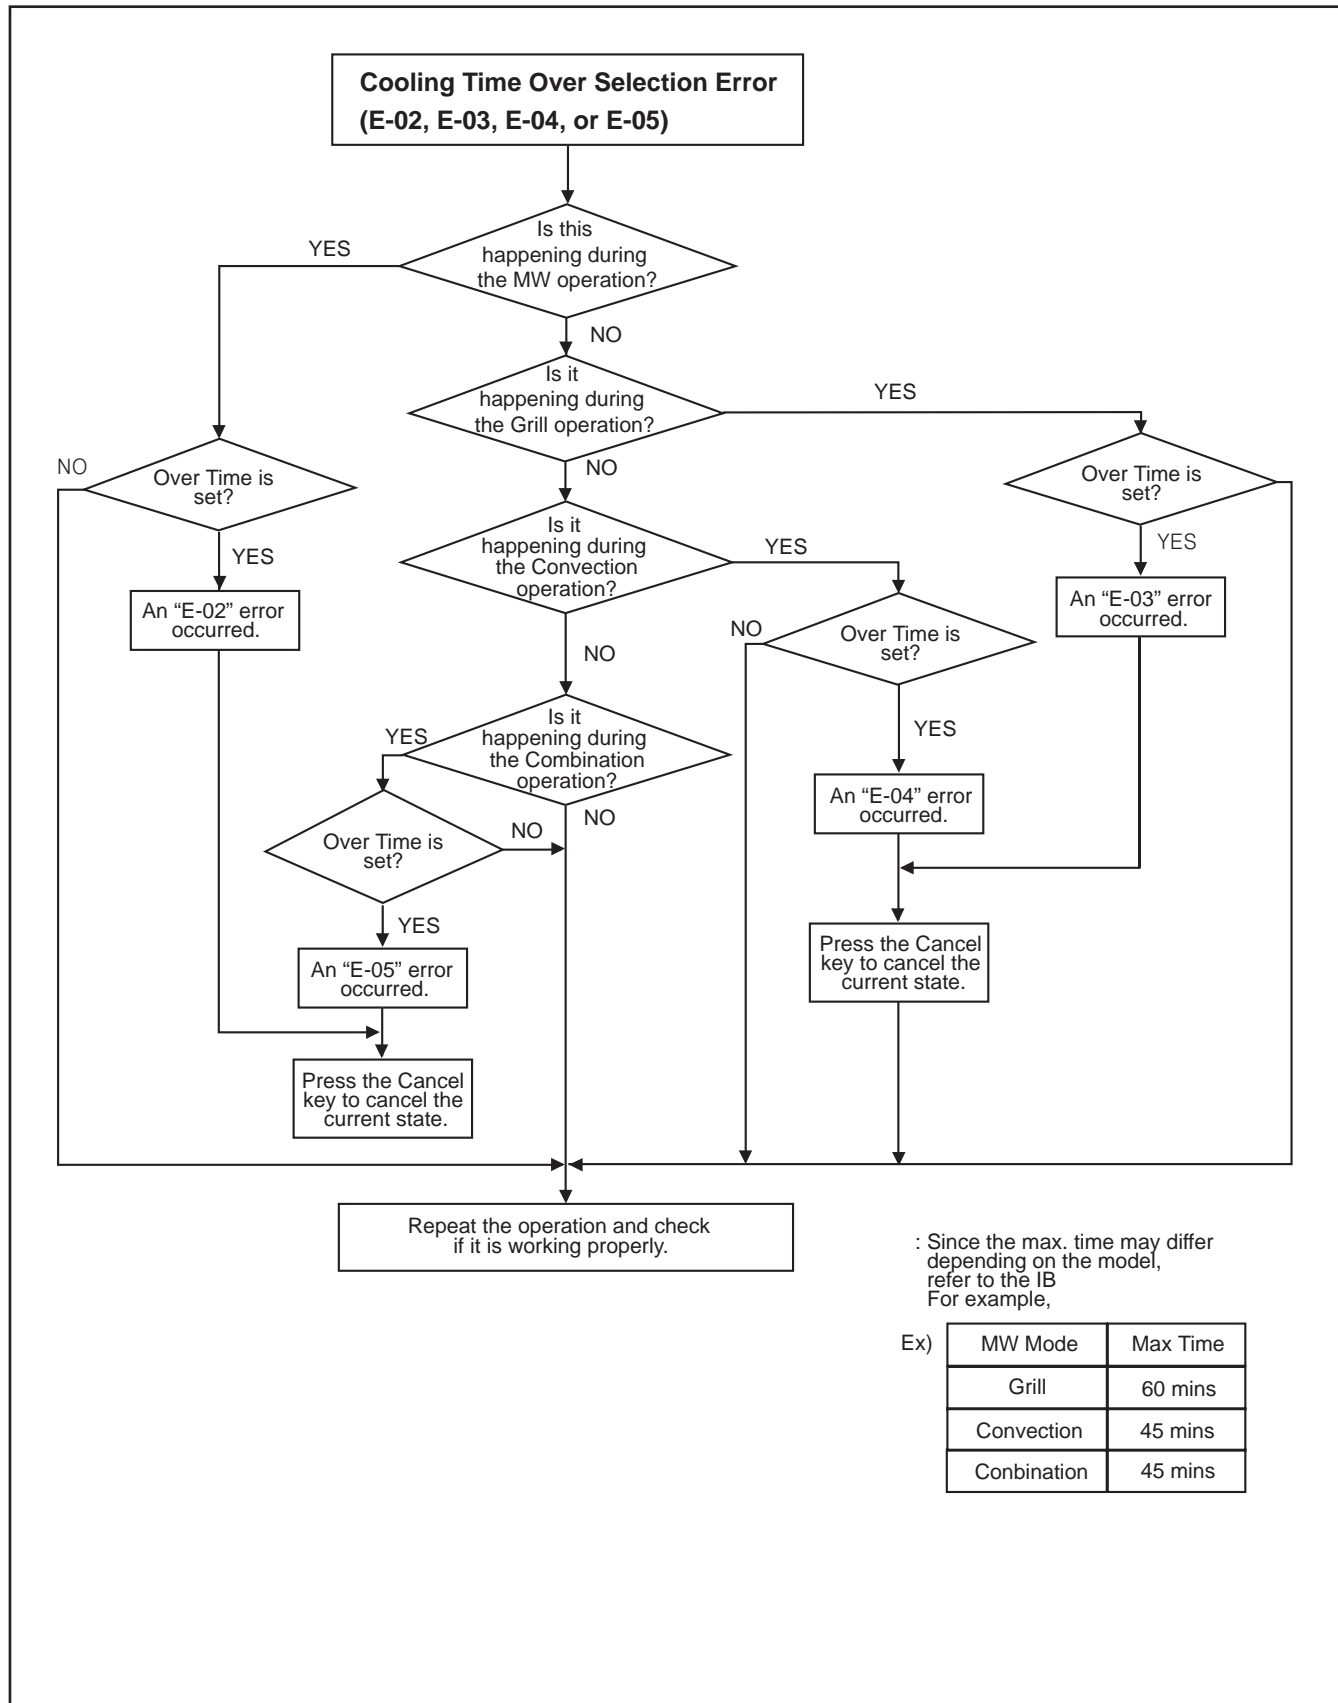 Cooling Time Over Selection Error
(E-02, E-03, E-04, or E-05)
Is this
happening during
the MW operation?
YES
NO
Is it
happening during
the Grill operation?
YES
NO
Over Time is
set?
NO
YES
An “E-02” error
occurred.
Over Time is
set?
YES
An “E-03” error
occurred.
Is it
happening during
the Convection
operation?
YES
NO
Over Time is
set?
NO
YES
An “E-04” error
occurred.
Is it
happening during
the Combination
operation?
YES
NO
Over Time is
set?
NO
YES
An “E-05” error
occurred.
Press the Cancel
key to cancel the
current state.
Press the Cancel
key to cancel the
current state.
Repeat the operation and check
if it is working properly.
: Since the max. time may differ
depending on the model,
refer to the IB
For example,
Ex)
MW Mode Max Time
Grill 60 mins
Convection 45 mins
Conbination 45 mins